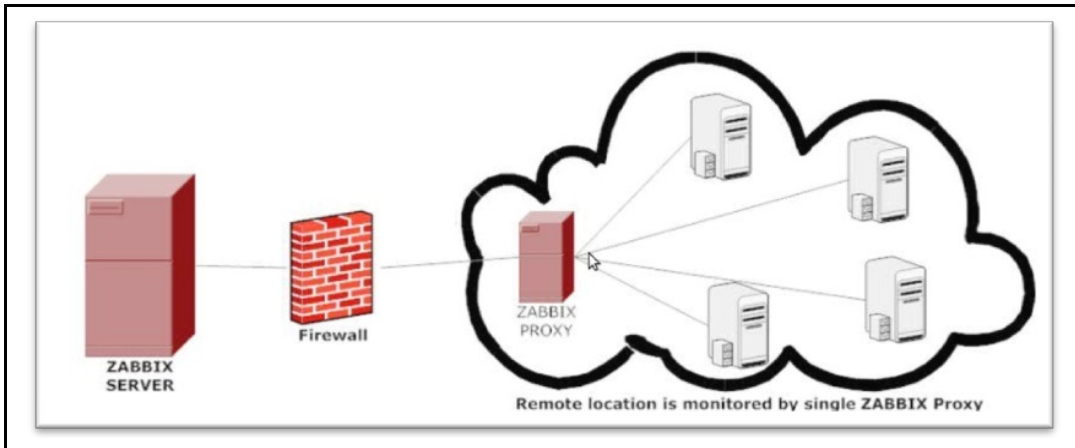 ZABBIX
SERVER
Firewall
ZABBIX
PROXY
Remote location is monitored by single ZABBIX Proxy